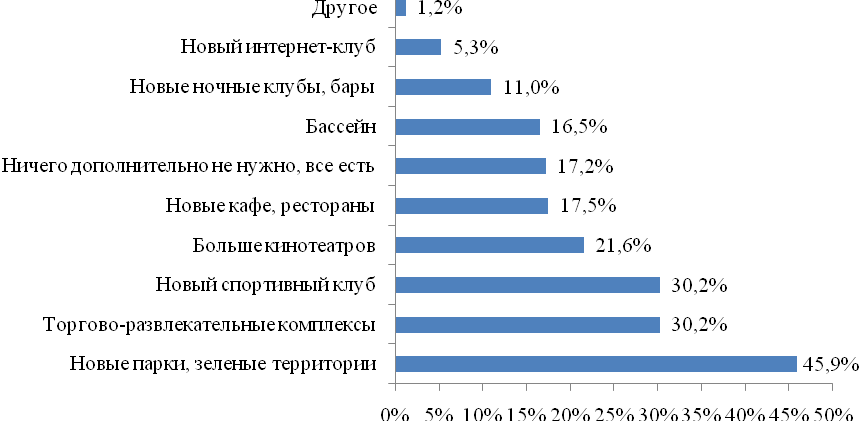 Другое 1,2%
Новый интернет-клуб 5,3%
Новые ночные клубы, бары 11,0%
Бассейн 16,5%
Ничего дополнительно не нужно, все есть 17,2%
Новые кафе, рестораны 17,5%
Больше кинотеатров 21,6%
Новый спортивный клуб 30,2%
Торгово-развлекательные комплексы 30,2%
Новые парки, зеленые территории 45,9%
0% 5% 10% 15% 20% 25% 30% 35% 40% 45% 50%